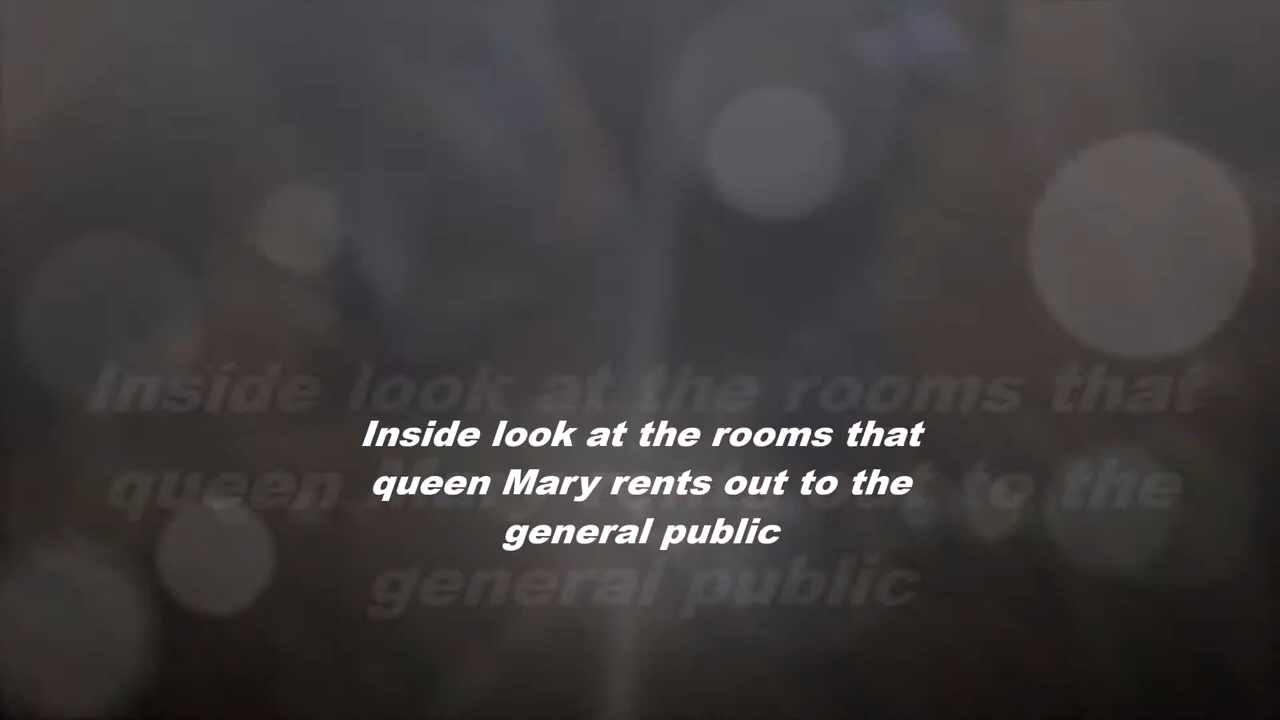 Inside look at the rooms that
queen Mary rents out to the
general public